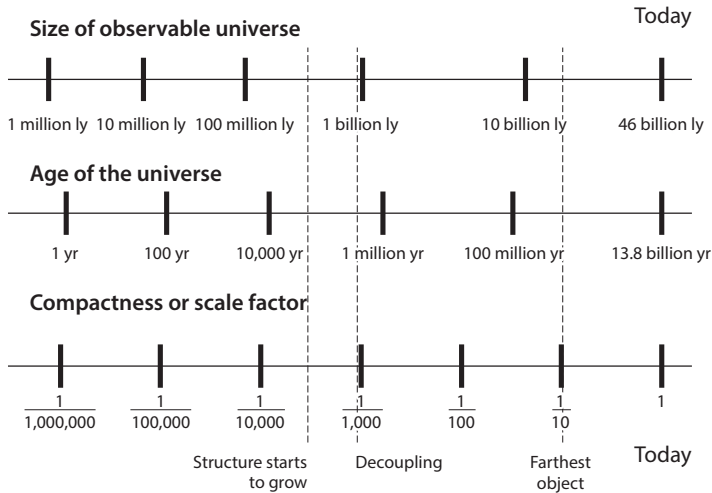 Today
Size of observable universe
1 million ly 10 million ly 100 million ly 1 billion ly 10 billion ly 46 billion ly
Age of the universe
1 yr 100 yr 10,000 yr 1 million yr 100 million yr 13.8 billion yr
Compactness or scale factor
1 1 1 1 1 1 1
1,000,000 100,000 10,000 1,000 100 10
Today
Structure starts Decoupling Farthest
to grow object